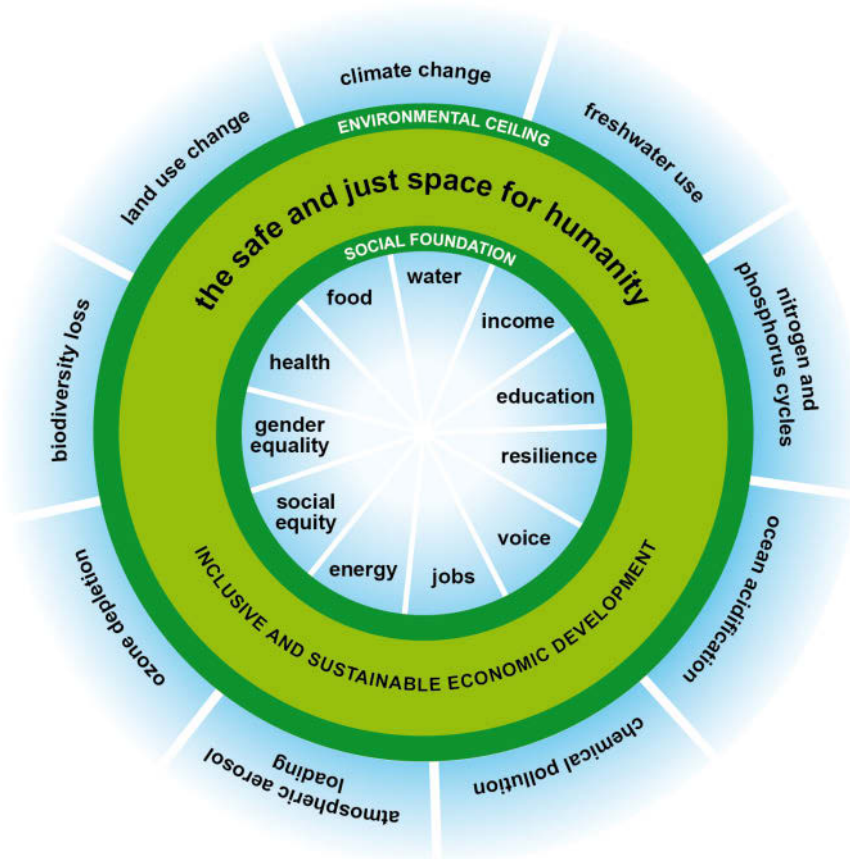 climate change
freshwater use
nitrogen and
phosphorus cycles
ocean acidification
chemical pollution
atmospheric aerosol
loading
ozone depletion
biodiversity loss
land use change
ENVIRONMENTAL CEILING
the safe and just space for humanity
SOCIAL FOUNDATION
water
income
education
resilience
voice
jobs
energy
social
equity
gender
equality
health
food
INCLUSIVE AND SUSTAINABLE ECONOMIC DEVELOPMENT